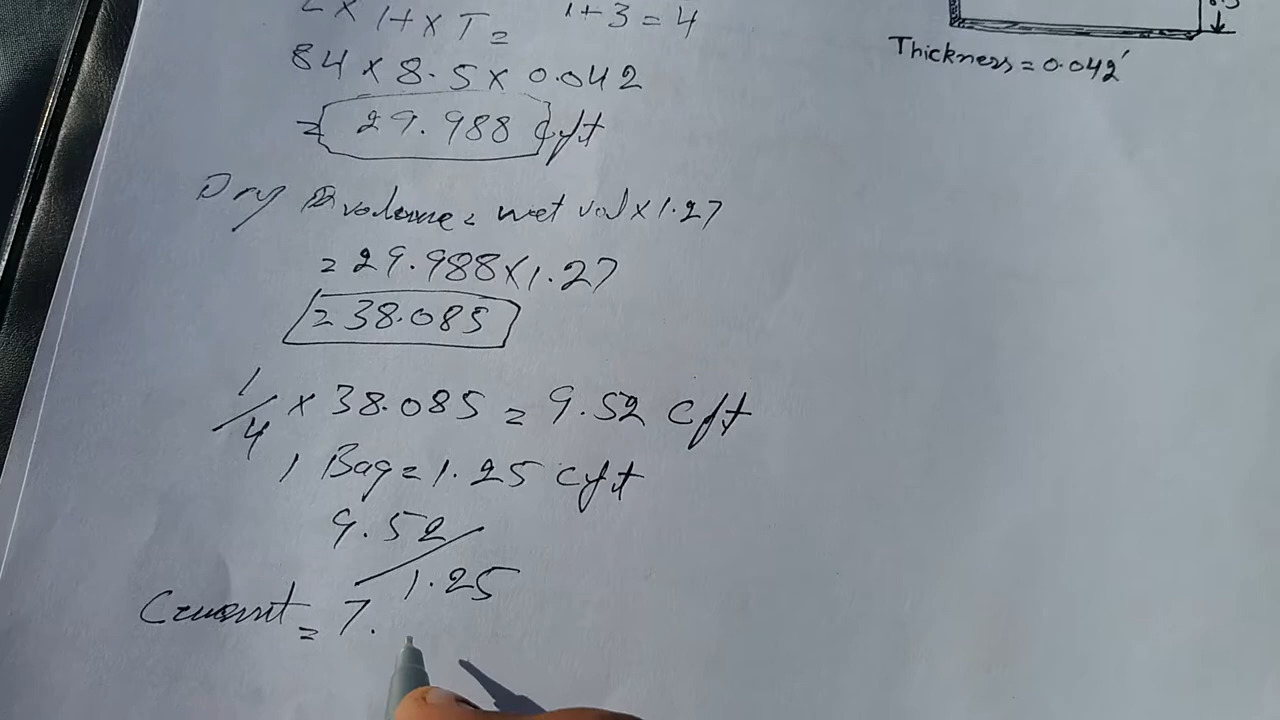 L x H x T = 1+3=4
84 x 8.5 x 0.042
= 29.988 cft
Dry volume = wet vol x 1.27
= 29.988 x 1.27
= 38.085
1/4 x 38.085 = 9.52 cft
1 Bag = 1.25 cft
9.52
/ 1.25
Cement = 7.
Thickness = 0.042'